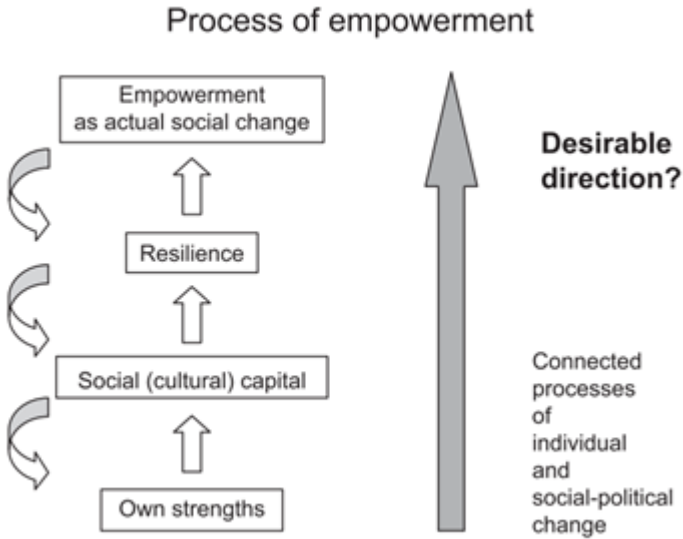 Process of empowerment
Empowerment
as actual social change
Resilience
Social (cultural) capital
Own strengths
Desirable
direction?
Connected
processes
of
individual
and
social-political
change